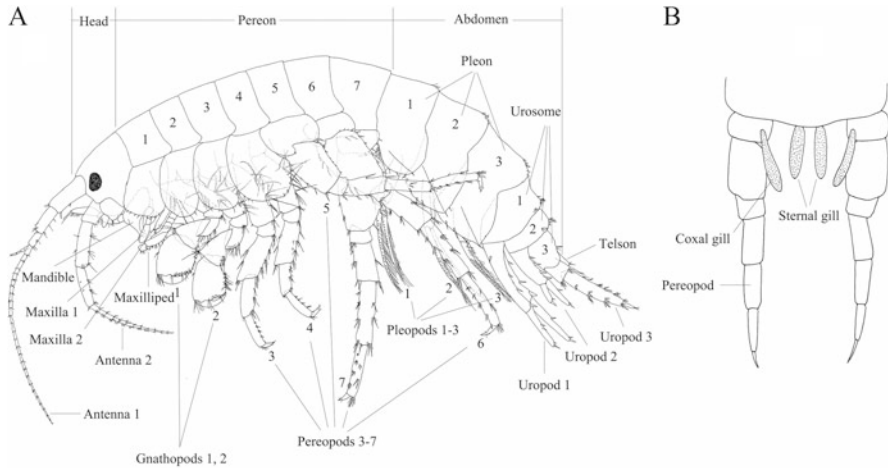 A
Head
Pereon
Abdomen
B
Pleon
Urosome
1
2
3
4
5
6
7
1
2
3
1
2
3
Telson
Mandible
Maxilla 1
Maxilliped
Maxilla 2
Antenna 2
Antenna 1
1
2
3
4
5
6
7
1
2
3
Pleopods 1-3
Uropod 3
Uropod 2
Uropod 1
Gnathopods 1, 2
Pereopods 3-7
Coxal gill
Sternal gill
Pereopod